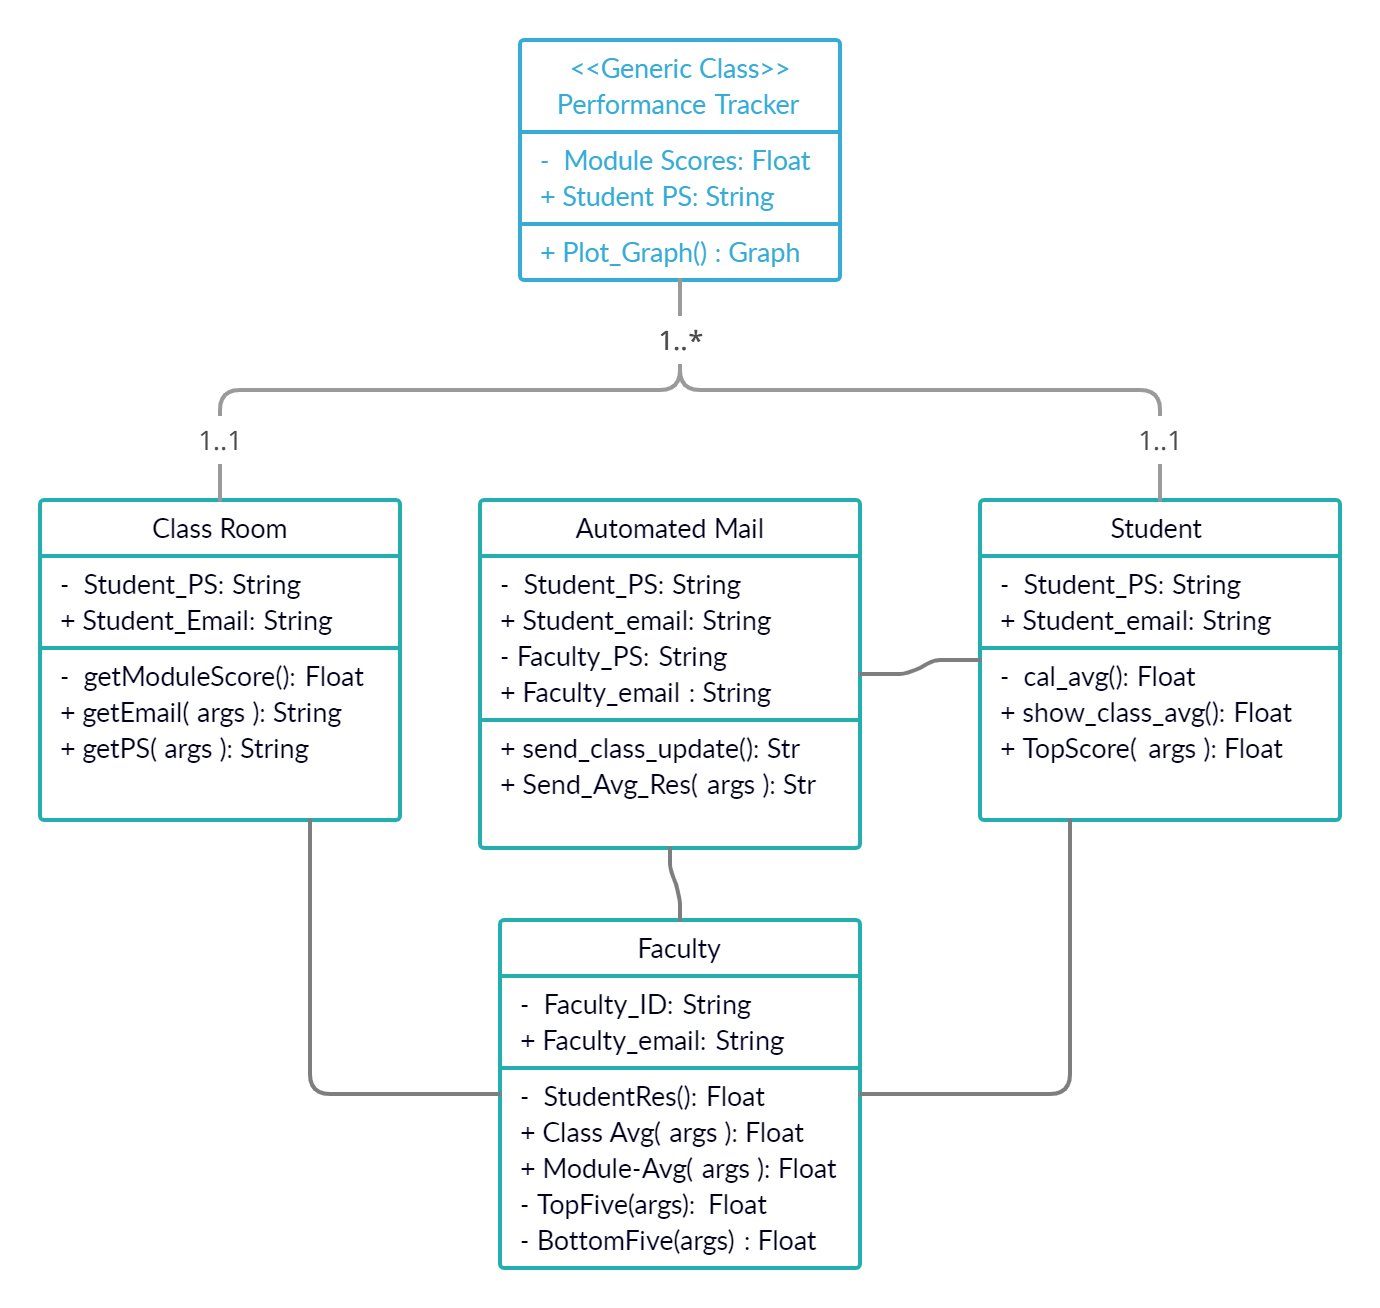 <<Generic Class>>
Performance Tracker
- Module Scores: Float
+ Student PS: String
+ Plot_Graph() : Graph
1..*
1..1
1..1
Class Room
- Student_PS: String
+ Student_Email: String
- getModuleScore(): Float
+ getEmail( args ): String
+ getPS( args ): String
Automated Mail
- Student_PS: String
+ Student_email: String
- Faculty_PS: String
+ Faculty_email : String
+ send_class_update(): Str
+ Send_Avg_Res( args ): Str
Student
- Student_PS: String
+ Student_email: String
- cal_avg(): Float
+ show_class_avg(): Float
+ TopScore( args ): Float
Faculty
- Faculty_ID: String
+ Faculty_email: String
- StudentRes(): Float
+ Class Avg( args ): Float
+ Module-Avg( args ): Float
- TopFive(args): Float
- BottomFive(args) : Float